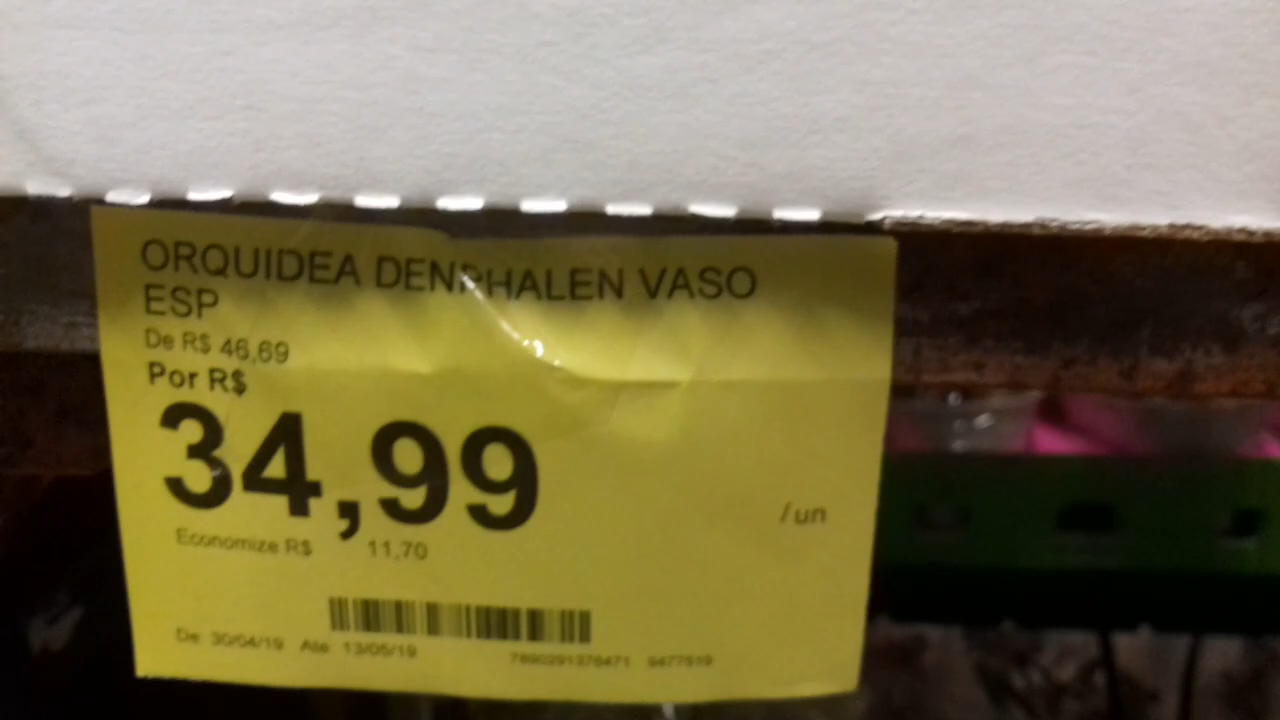 ORQUIDEA DENPHALEN VASO
ESP
De R$ 46,69
Por R$
34,99
/un
Economize R$ 11,70
De: 30/04/19 Até: 13/05/19